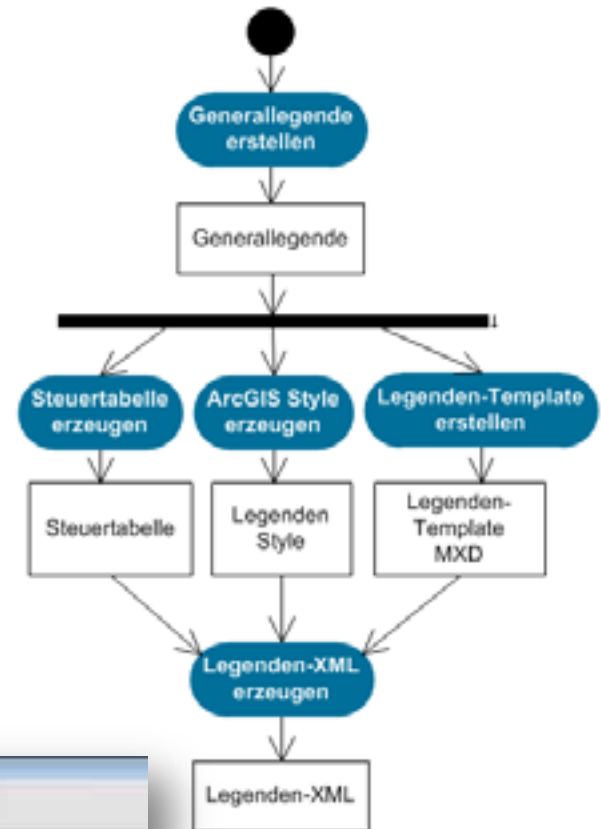 Generallegende
erstellen
Generallegende
Steuertabelle
erzeugen
ArcGIS Style
erzeugen
Legenden-Template
erstellen
Steuertabelle
Legenden
Style
Legenden-
Template
MXD
Legenden-XML
erzeugen
Legenden-XML